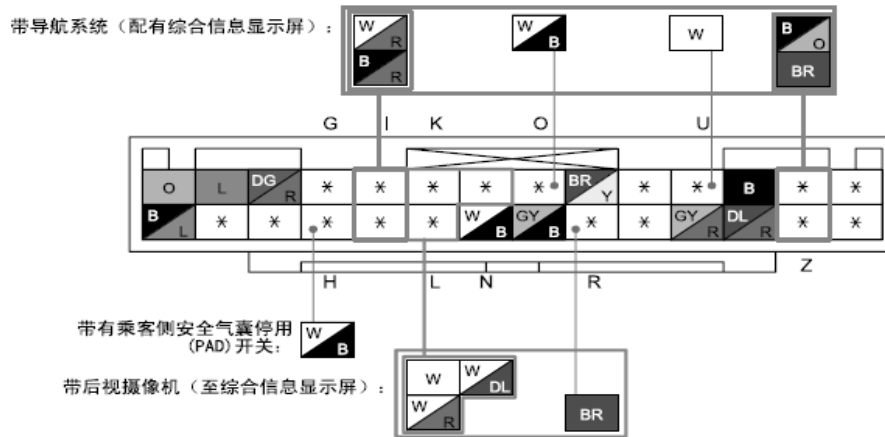 带导航系统（配有综合信息显示屏）：
W R W B W B O
B R BR
G I K O U
O L DG R * * * * * BR Y * * B * *
B L * * * * * W B GY B * * GY R DL R * *
H L N R Z
带有乘客侧安全气囊停用
(PAD)开关： W B
带后视摄像机（至综合信息显示屏）： W W DL
W R BR